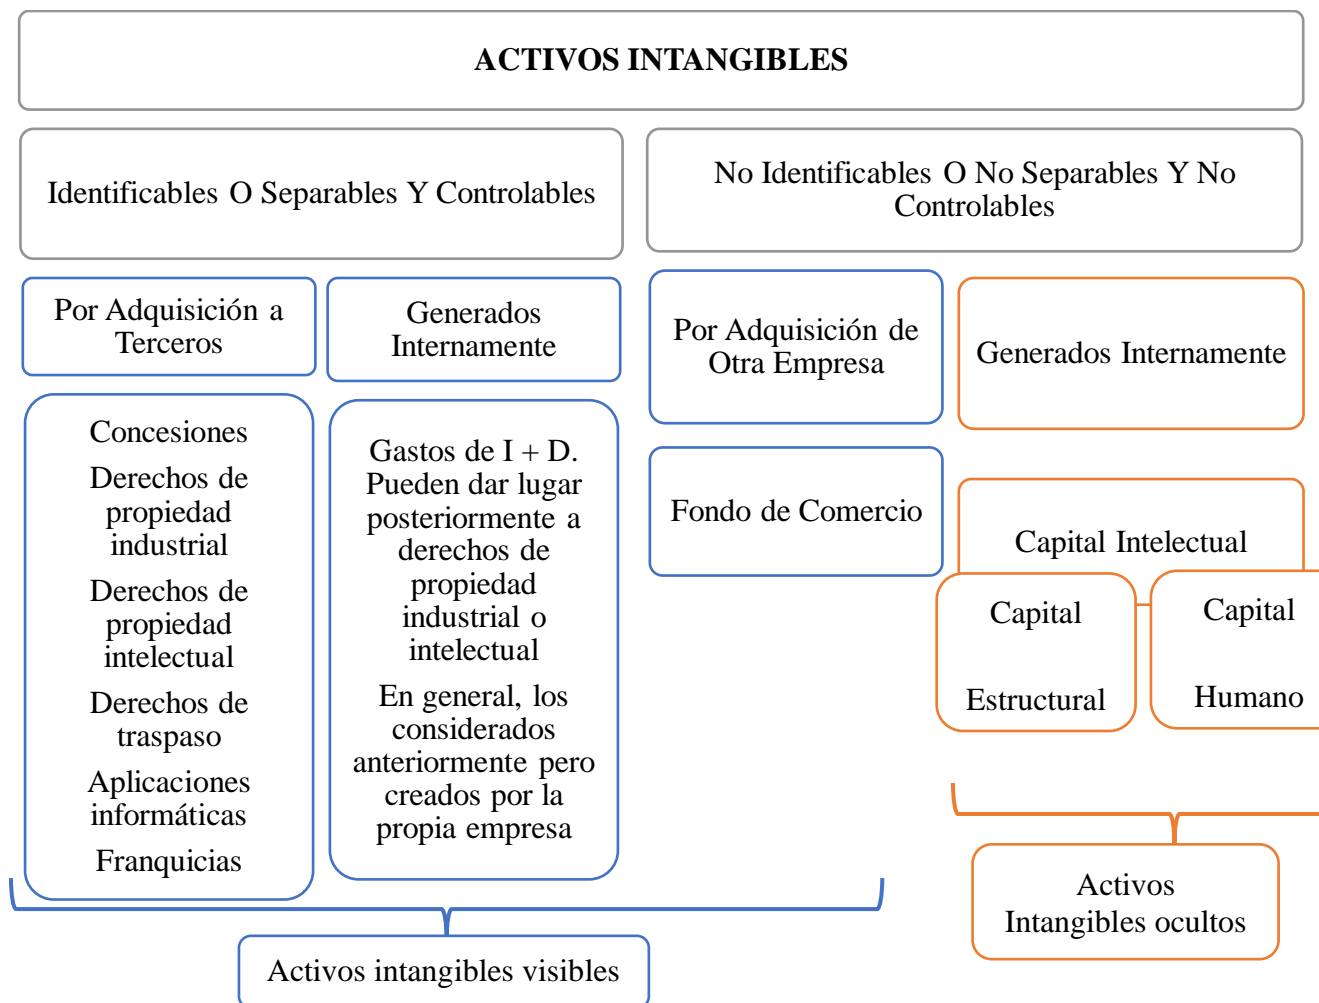 ACTIVOS INTANGIBLES
Identificables O Separables Y Controlables
No Identificables O No Separables Y No
Controlables
Por Adquisición a
Terceros
Generados
Internamente
Por Adquisición de
Otra Empresa
Generados Internamente
Concesiones
Derechos de
propiedad
industrial
Derechos de
propiedad
intelectual
Derechos de
traspaso
Aplicaciones
informáticas
Franquicias
Gastos de I + D.
Pueden dar lugar
posteriormente a
derechos de
propiedad
industrial o
intelectual
En general, los
considerados
anteriormente pero
creados por la
propia empresa
Fondo de Comercio
Capital Intelectual
Capital
Estructural
Capital
Humano
Activos intangibles visibles
Activos
Intangibles ocultos